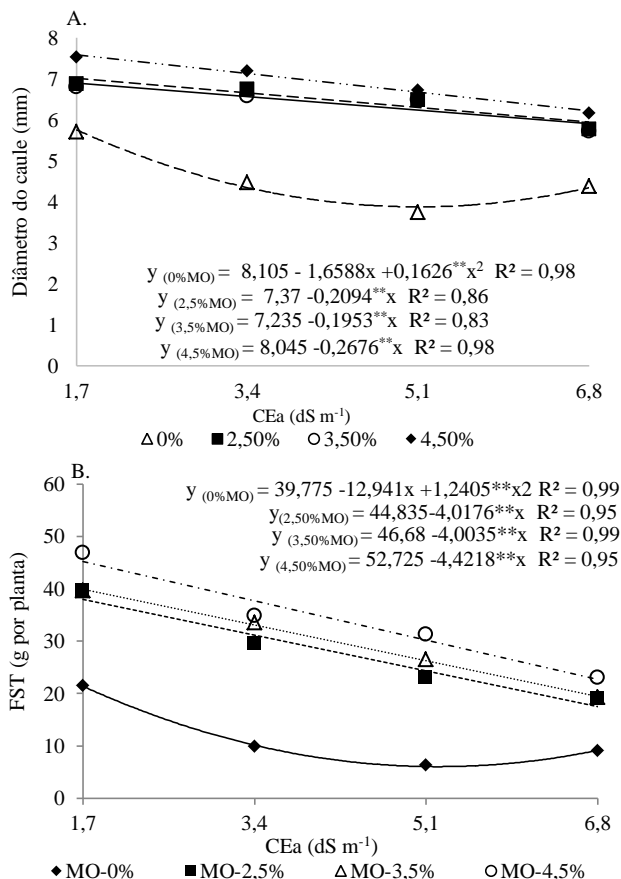 A.
8
7
6
5
4
3
2
1
0
Diâmetro do caule (mm)
y (0%MO) = 8,105 - 1,6588x +0,1626**x² R² = 0,98
y (2,5%MO) = 7,37 -0,2094**x R² = 0,86
y (3,5%MO) = 7,235 -0,1953**x R² = 0,83
y (4,5%MO) = 8,045 -0,2676**x R² = 0,98
1,7 3,4 5,1 6,8
CEa (dS m⁻¹)
△0% ■2,50% ○3,50% ◆4,50%
B.
60
50
40
30
20
10
0
FST (g por planta)
y (0%MO) = 39,775 -12,941x +1,2405**x2 R² = 0,99
y(2,50%MO) = 44,835-4,0176**x R² = 0,95
y (3,50%MO) = 46,68 -4,0035**x R² = 0,99
y (4,50%MO) = 52,725 -4,4218**x R² = 0,95
1,7 3,4 5,1 6,8
CEa (dS m⁻¹)
◆MO-0% ■MO-2,5% △MO-3,5% ○MO-4,5%